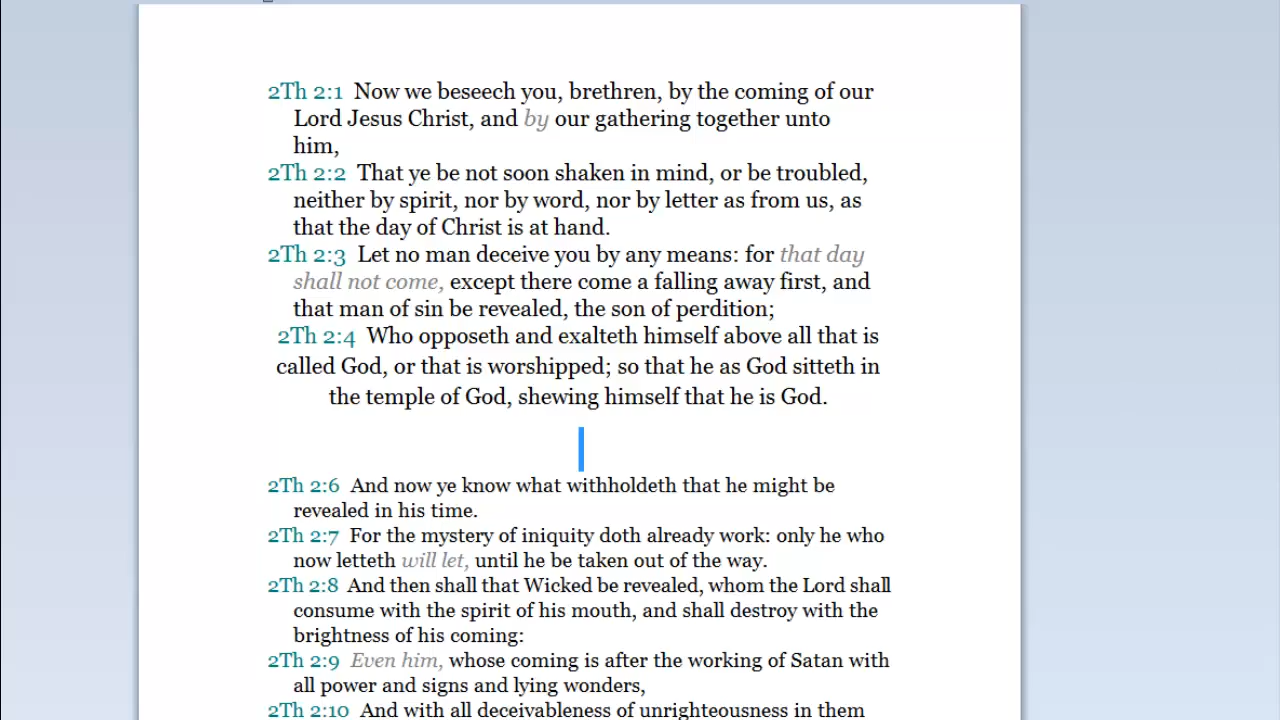 2Th 2:1 Now we beseech you, brethren, by the coming of our
Lord Jesus Christ, and by our gathering together unto
him,
2Th 2:2 That ye be not soon shaken in mind, or be troubled,
neither by spirit, nor by word, nor by letter as from us, as
that the day of Christ is at hand.
2Th 2:3 Let no man deceive you by any means: for that day
shall not come, except there come a falling away first, and
that man of sin be revealed, the son of perdition;
2Th 2:4 Who opposeth and exalteth himself above all that is
called God, or that is worshipped; so that he as God sitteth in
the temple of God, shewing himself that he is God.
2Th 2:6 And now ye know what withholdeth that he might be
revealed in his time.
2Th 2:7 For the mystery of iniquity doth already work: only he who
now letteth will let, until he be taken out of the way.
2Th 2:8 And then shall that Wicked be revealed, whom the Lord shall
consume with the spirit of his mouth, and shall destroy with the
brightness of his coming:
2Th 2:9 Even him, whose coming is after the working of Satan with
all power and signs and lying wonders,
2Th 2:10 And with all deceivableness of unrighteousness in them